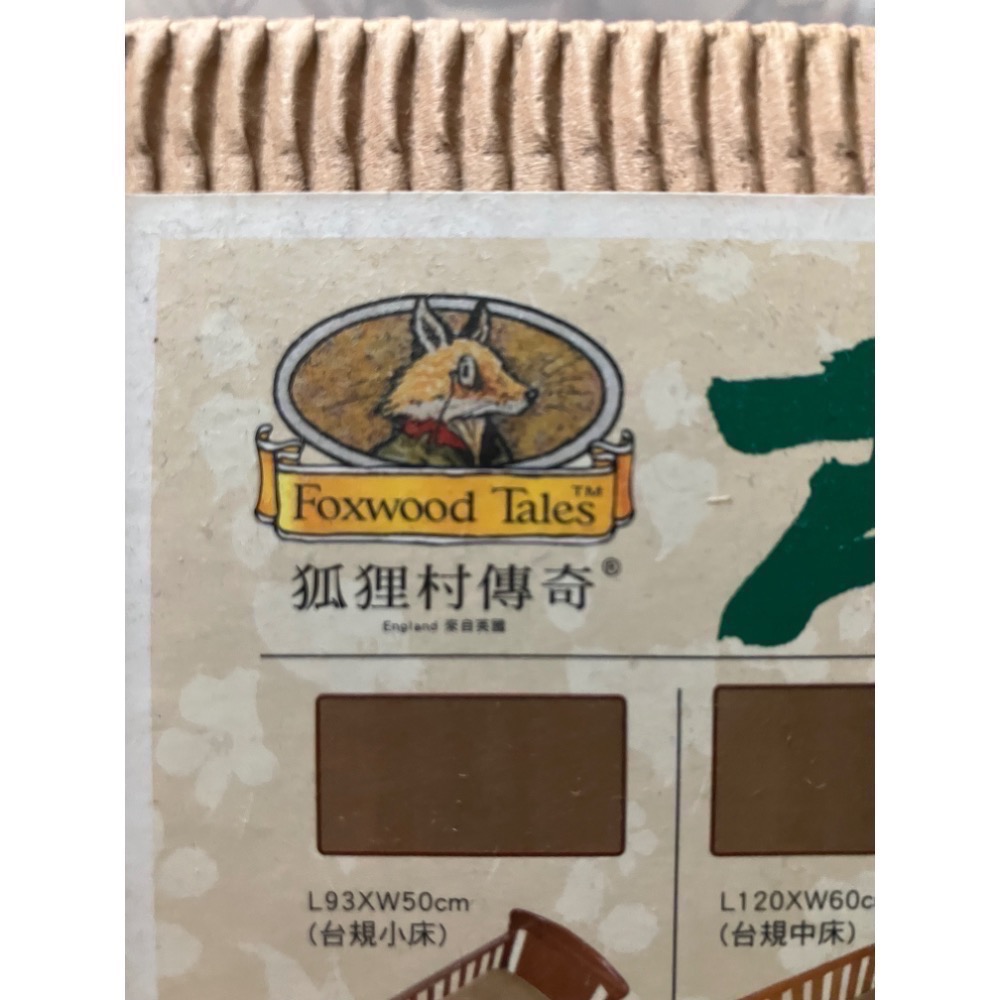 Foxwood Tales™
狐狸村傳奇®
England 來自英國
L93XW50cm
(台規小床)
L120XW60c
(台規中床)